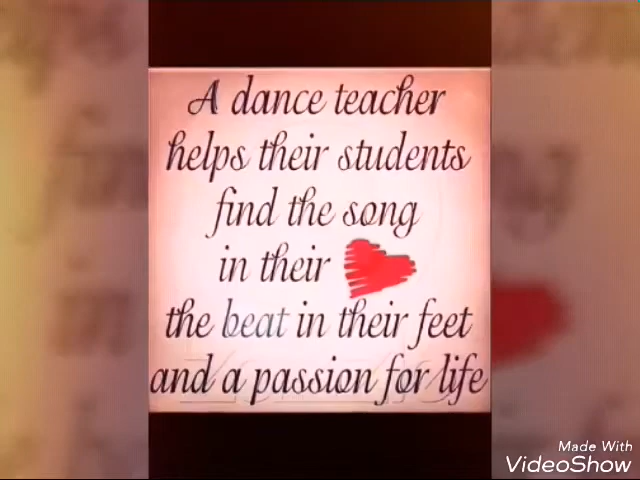 A dance teacher
helps their students
find the song
in their
the beat in their feet
and a passion for life
Made With
VideoShow